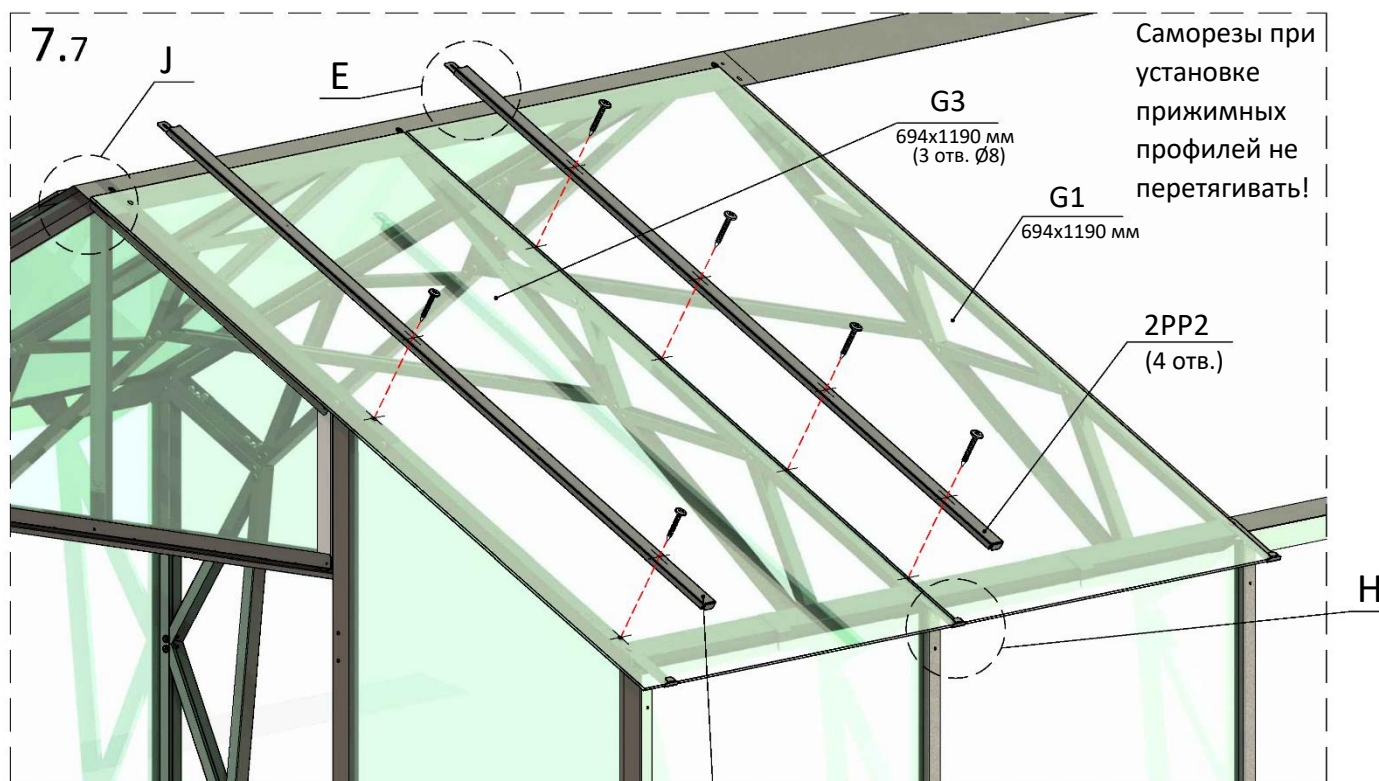 7.7
J
E
G3
694x1190 мм
(3 отв. Ø8)
Саморезы при
установке
прижимных
профилей не
перетягивать!
G1
694x1190 мм
2PP2
(4 отв.)
H